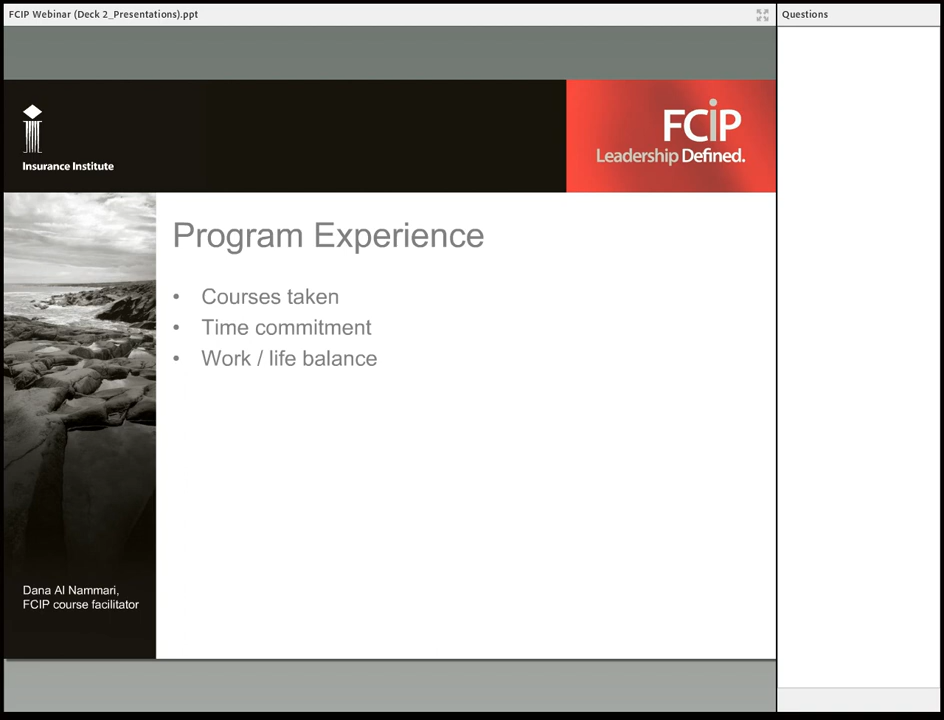 FCIP Webinar (Deck 2_Presentations).ppt
Questions
Insurance Institute
FCiP
Leadership Defined.
Program Experience
• Courses taken
• Time commitment
• Work / life balance
Dana Al Nammari,
FCIP course facilitator